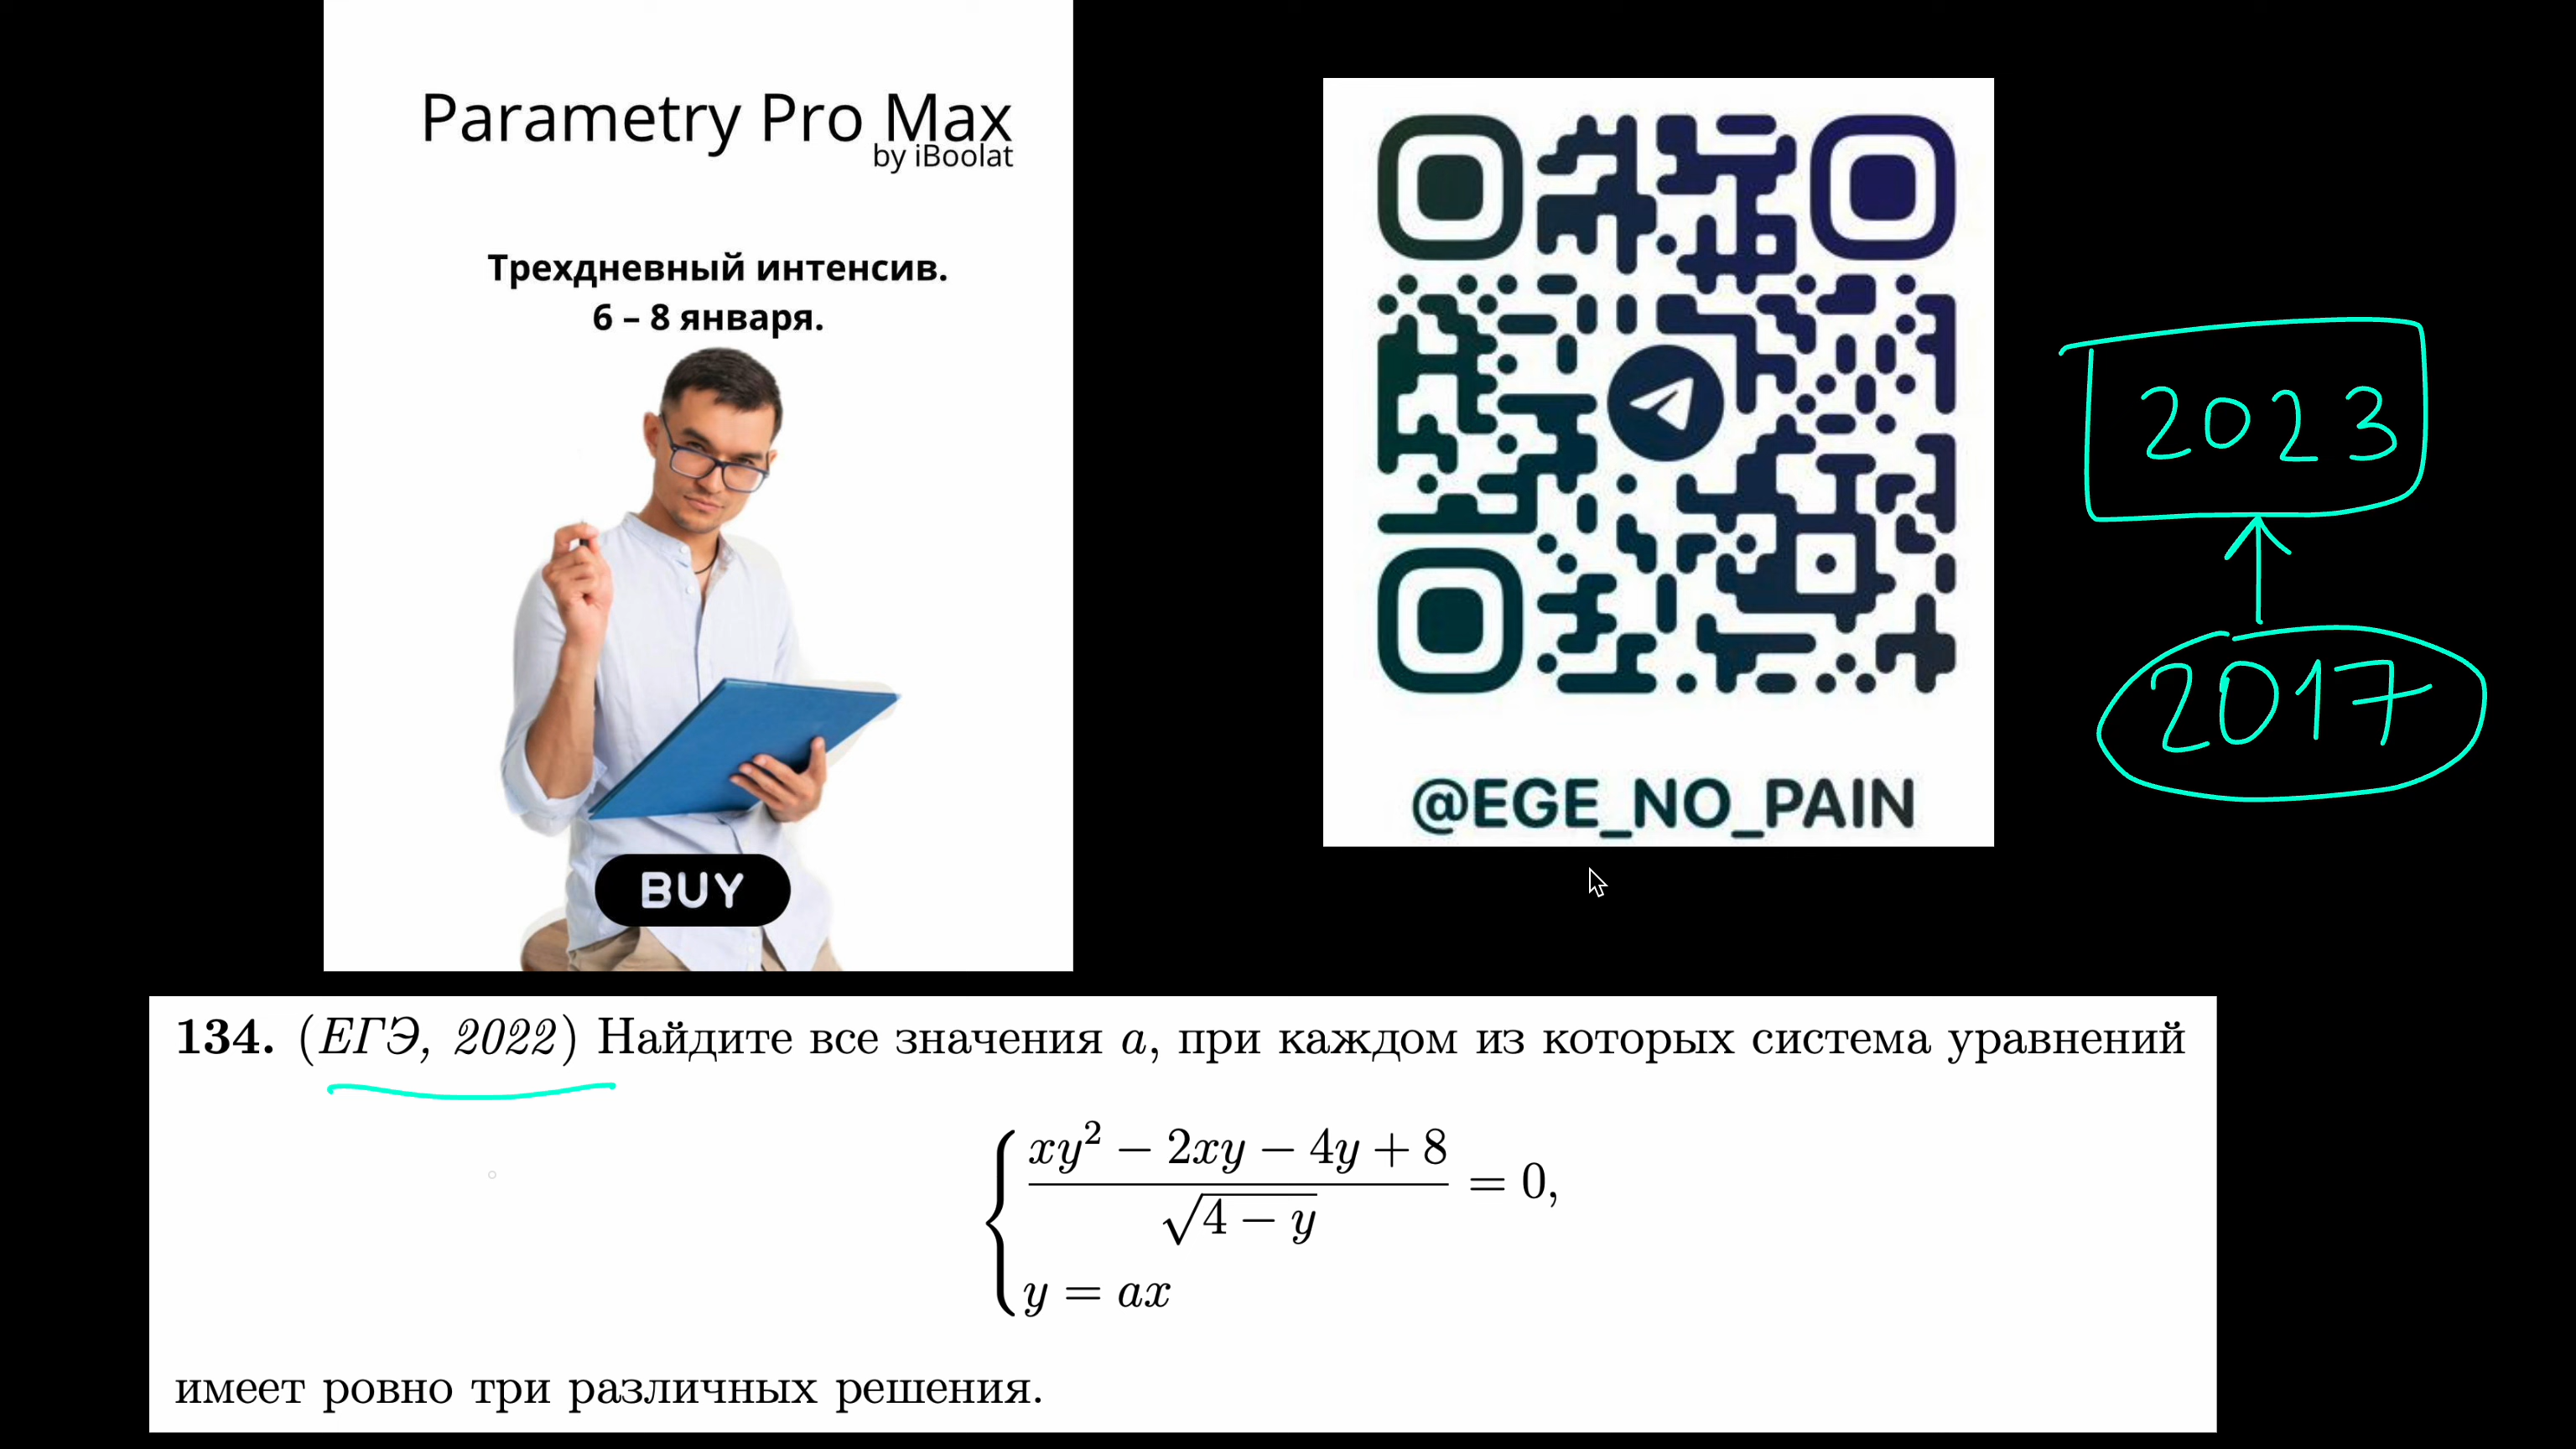 Parametry Pro Max
by iBoolat
Трехдневный интенсив.
6 – 8 января.
BUY
@EGE_NO_PAIN
2023
2017
134. (ЕГЭ, 2022) Найдите все значения a, при каждом из которых система уравнений
xy² − 2xy − 4y + 8
√4 − y
= 0,
y = ax
имеет ровно три различных решения.